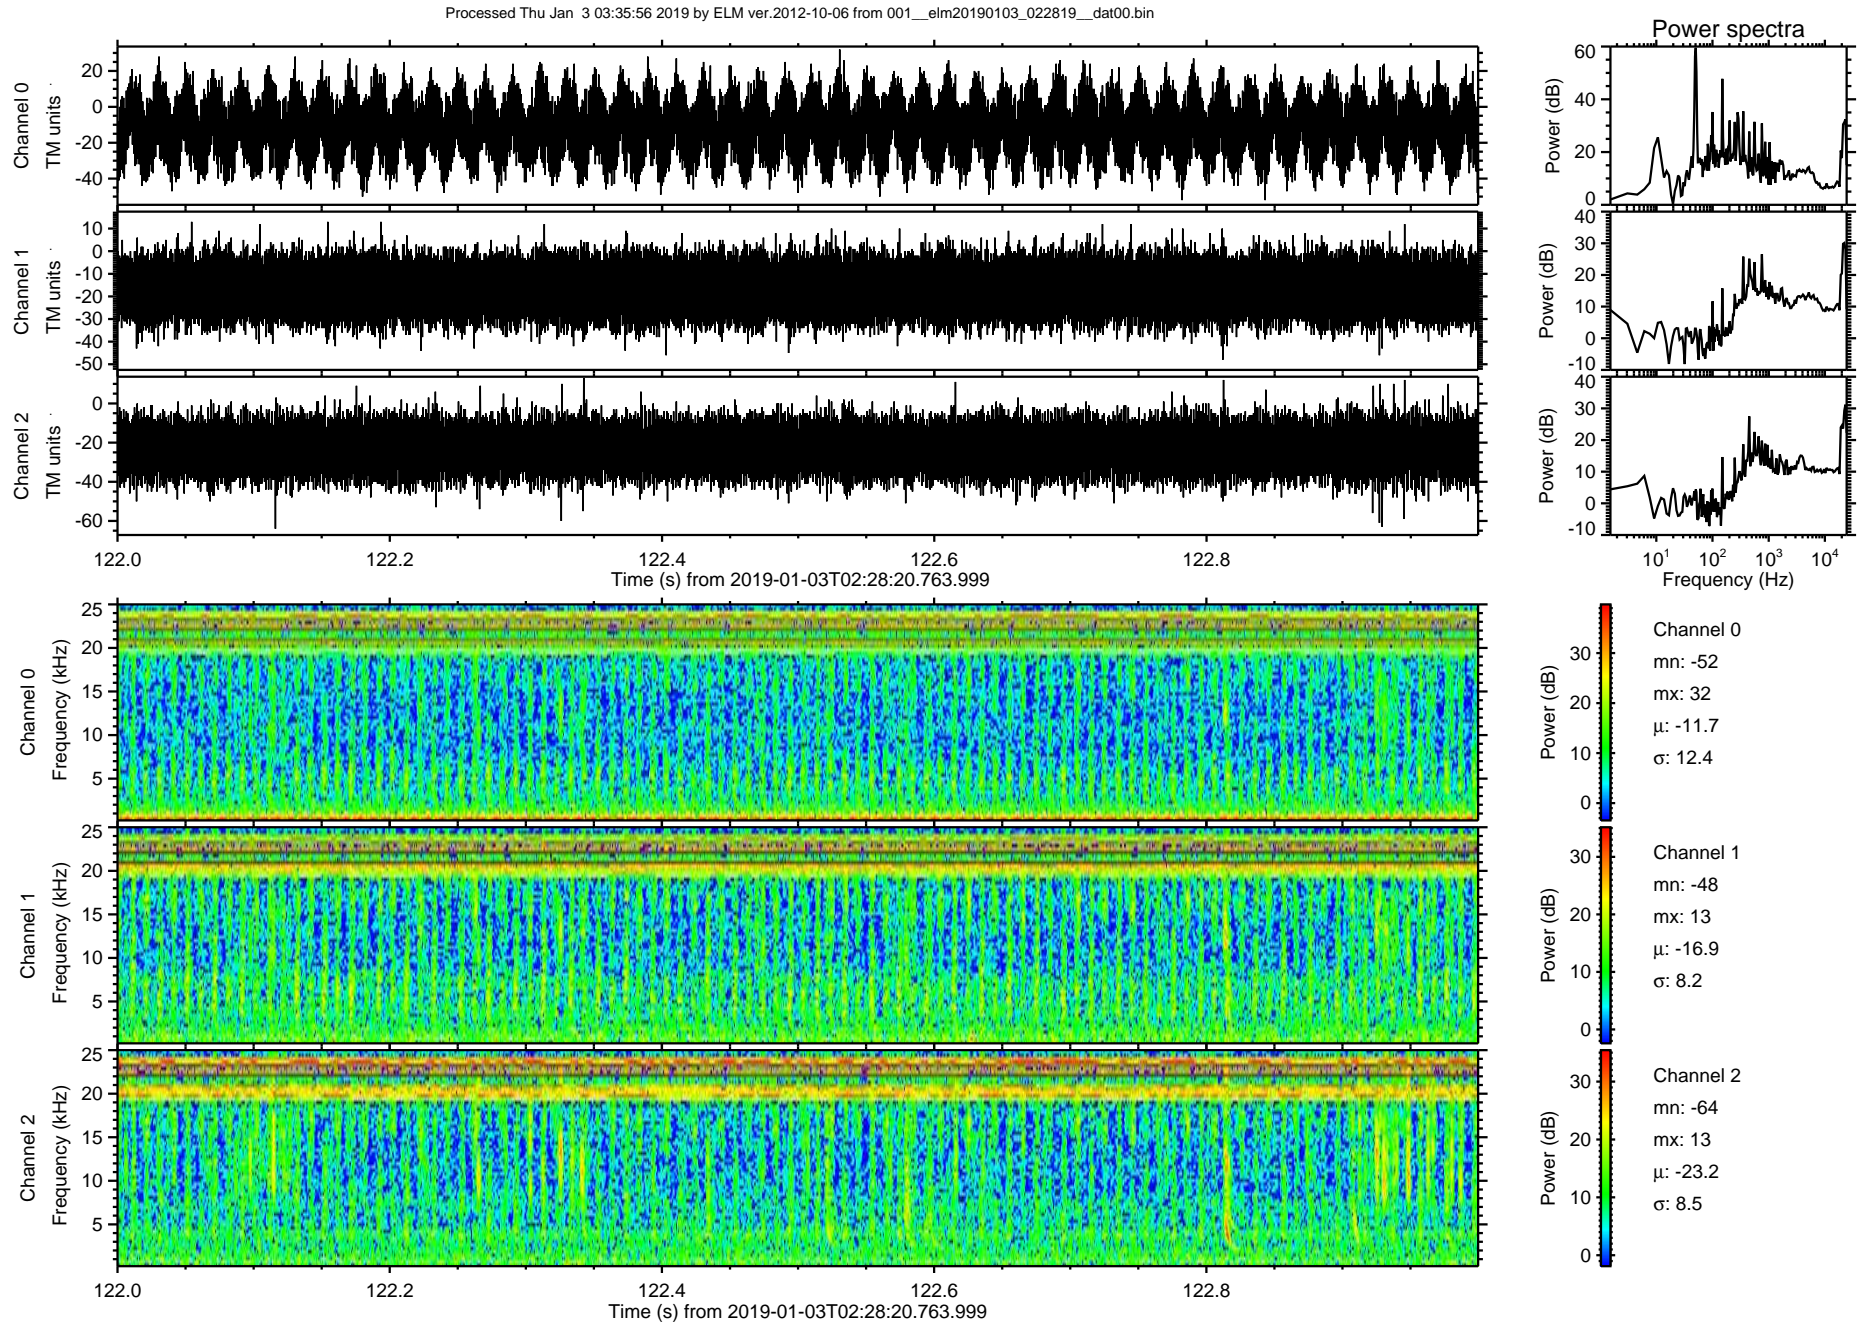 Processed Thu Jan 3 03:35:56 2019 by ELM ver.2012-10-06 from 001__elm20190103_022819__dat00.bin
Power spectra
Channel 0
TM units
20
0
-20
-40
Power (dB)
60
40
20
0
Channel 1
TM units
10
0
-10
-20
-30
-40
-50
Power (dB)
40
30
20
10
0
-10
Channel 2
TM units
0
-20
-40
-60
Power (dB)
40
30
20
10
0
-10
122.0 122.2 122.4 122.6 122.8
Time (s) from 2019-01-03T02:28:20.763.999
10¹ 10² 10³ 10⁴
Frequency (Hz)
Channel 0
Frequency (kHz)
25
20
15
10
5
Power (dB)
30
20
10
0
Channel 0
mn: -52
mx: 32
μ: -11.7
σ: 12.4
Channel 1
Frequency (kHz)
25
20
15
10
5
Power (dB)
30
20
10
0
Channel 1
mn: -48
mx: 13
μ: -16.9
σ: 8.2
Channel 2
Frequency (kHz)
25
20
15
10
5
Power (dB)
30
20
10
0
Channel 2
mn: -64
mx: 13
μ: -23.2
σ: 8.5
122.0 122.2 122.4 122.6 122.8
Time (s) from 2019-01-03T02:28:20.763.999